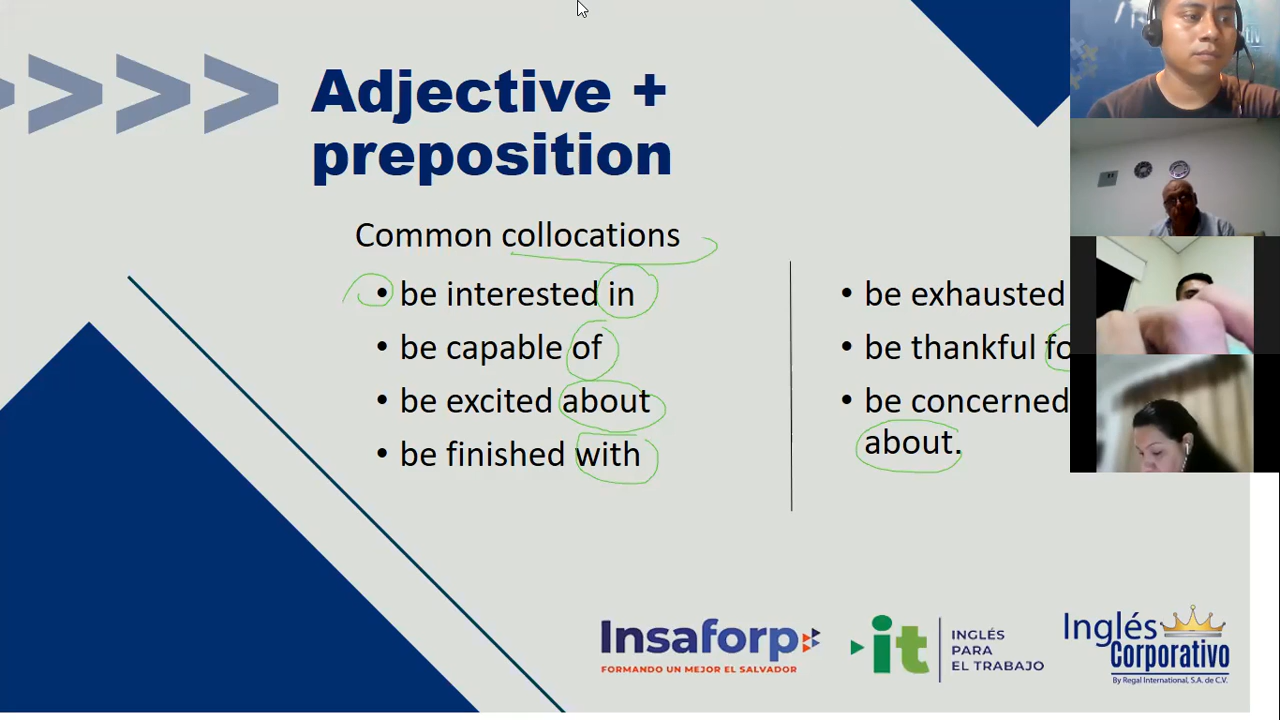 Adjective +
preposition
Common collocations
• be interested in
• be capable of
• be excited about
• be finished with
• be exhausted
• be thankful
• be concerned
about.
Insaforp
FORMANDO UN MEJOR EL SALVADOR
it
INGLÉS
PARA
EL TRABAJO
Inglés
Corporativo
By Regal International, S.A. de C.V.